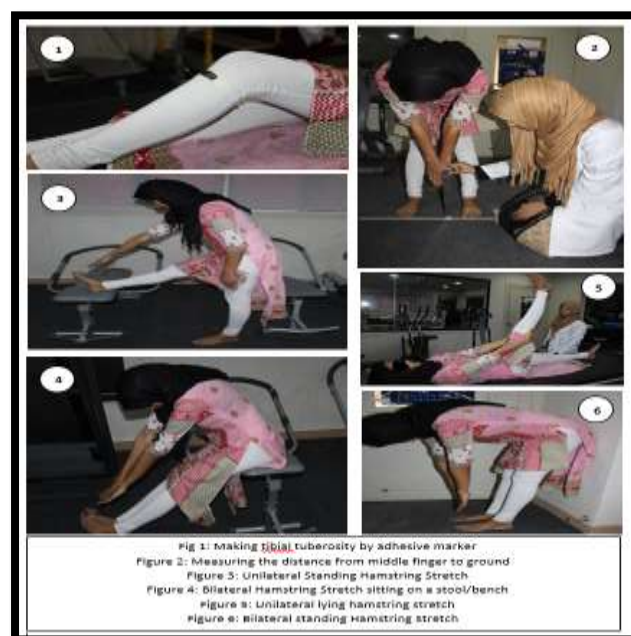 1
2
3
5
4
6
Fig 1: Making tibial tuberosity by adhesive marker
Figure 2: Measuring the distance from middle finger to ground
Figure 3: Unilateral Standing Hamstring Stretch
Figure 4: Bilateral Hamstring Stretch sitting on a stool/bench
Figure 5: Unilateral lying hamstring stretch
Figure 6: Bilateral standing Hamstring Stretch